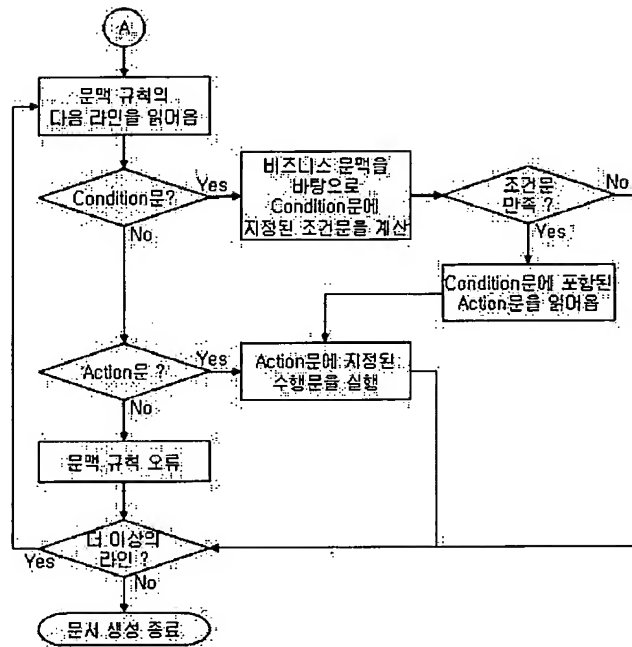 A
문맥 규칙의
다음 라인을 읽어옴
Condition문?
Yes
No
비즈니스 문맥을
바탕으로
Condition문에
지정된 조건문을 계산
조건문
만족 ?
No
Yes
Condition문에 포함된
Action문을 읽어옴
Action문 ?
Yes
No
Action문에 지정된
수행문을 실행
문맥 규칙 오류
더 이상의
라인 ?
Yes
No
문서 생성 종료